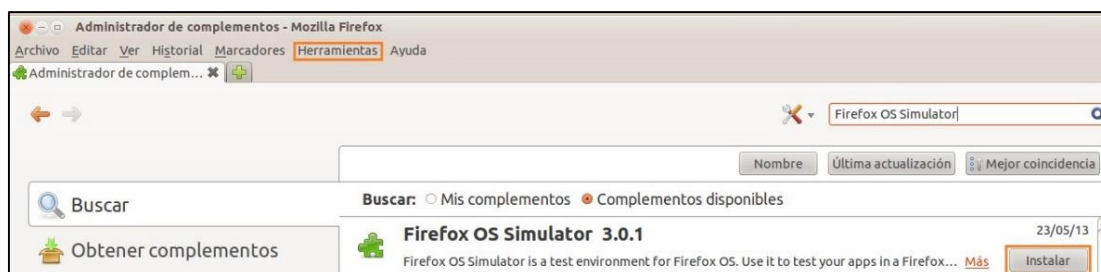 Administrador de complementos - Mozilla Firefox
Archivo Editar Ver Historial Marcadores Herramientas Ayuda
Administrador de complem...
Firefox OS Simulator
Nombre Última actualización Mejor coincidencia
Buscar
Buscar: Mis complementos Complementos disponibles
Obtener complementos
Firefox OS Simulator 3.0.1 23/05/13
Firefox OS Simulator is a test environment for Firefox OS. Use it to test your apps in a Firefox... Más Instalar